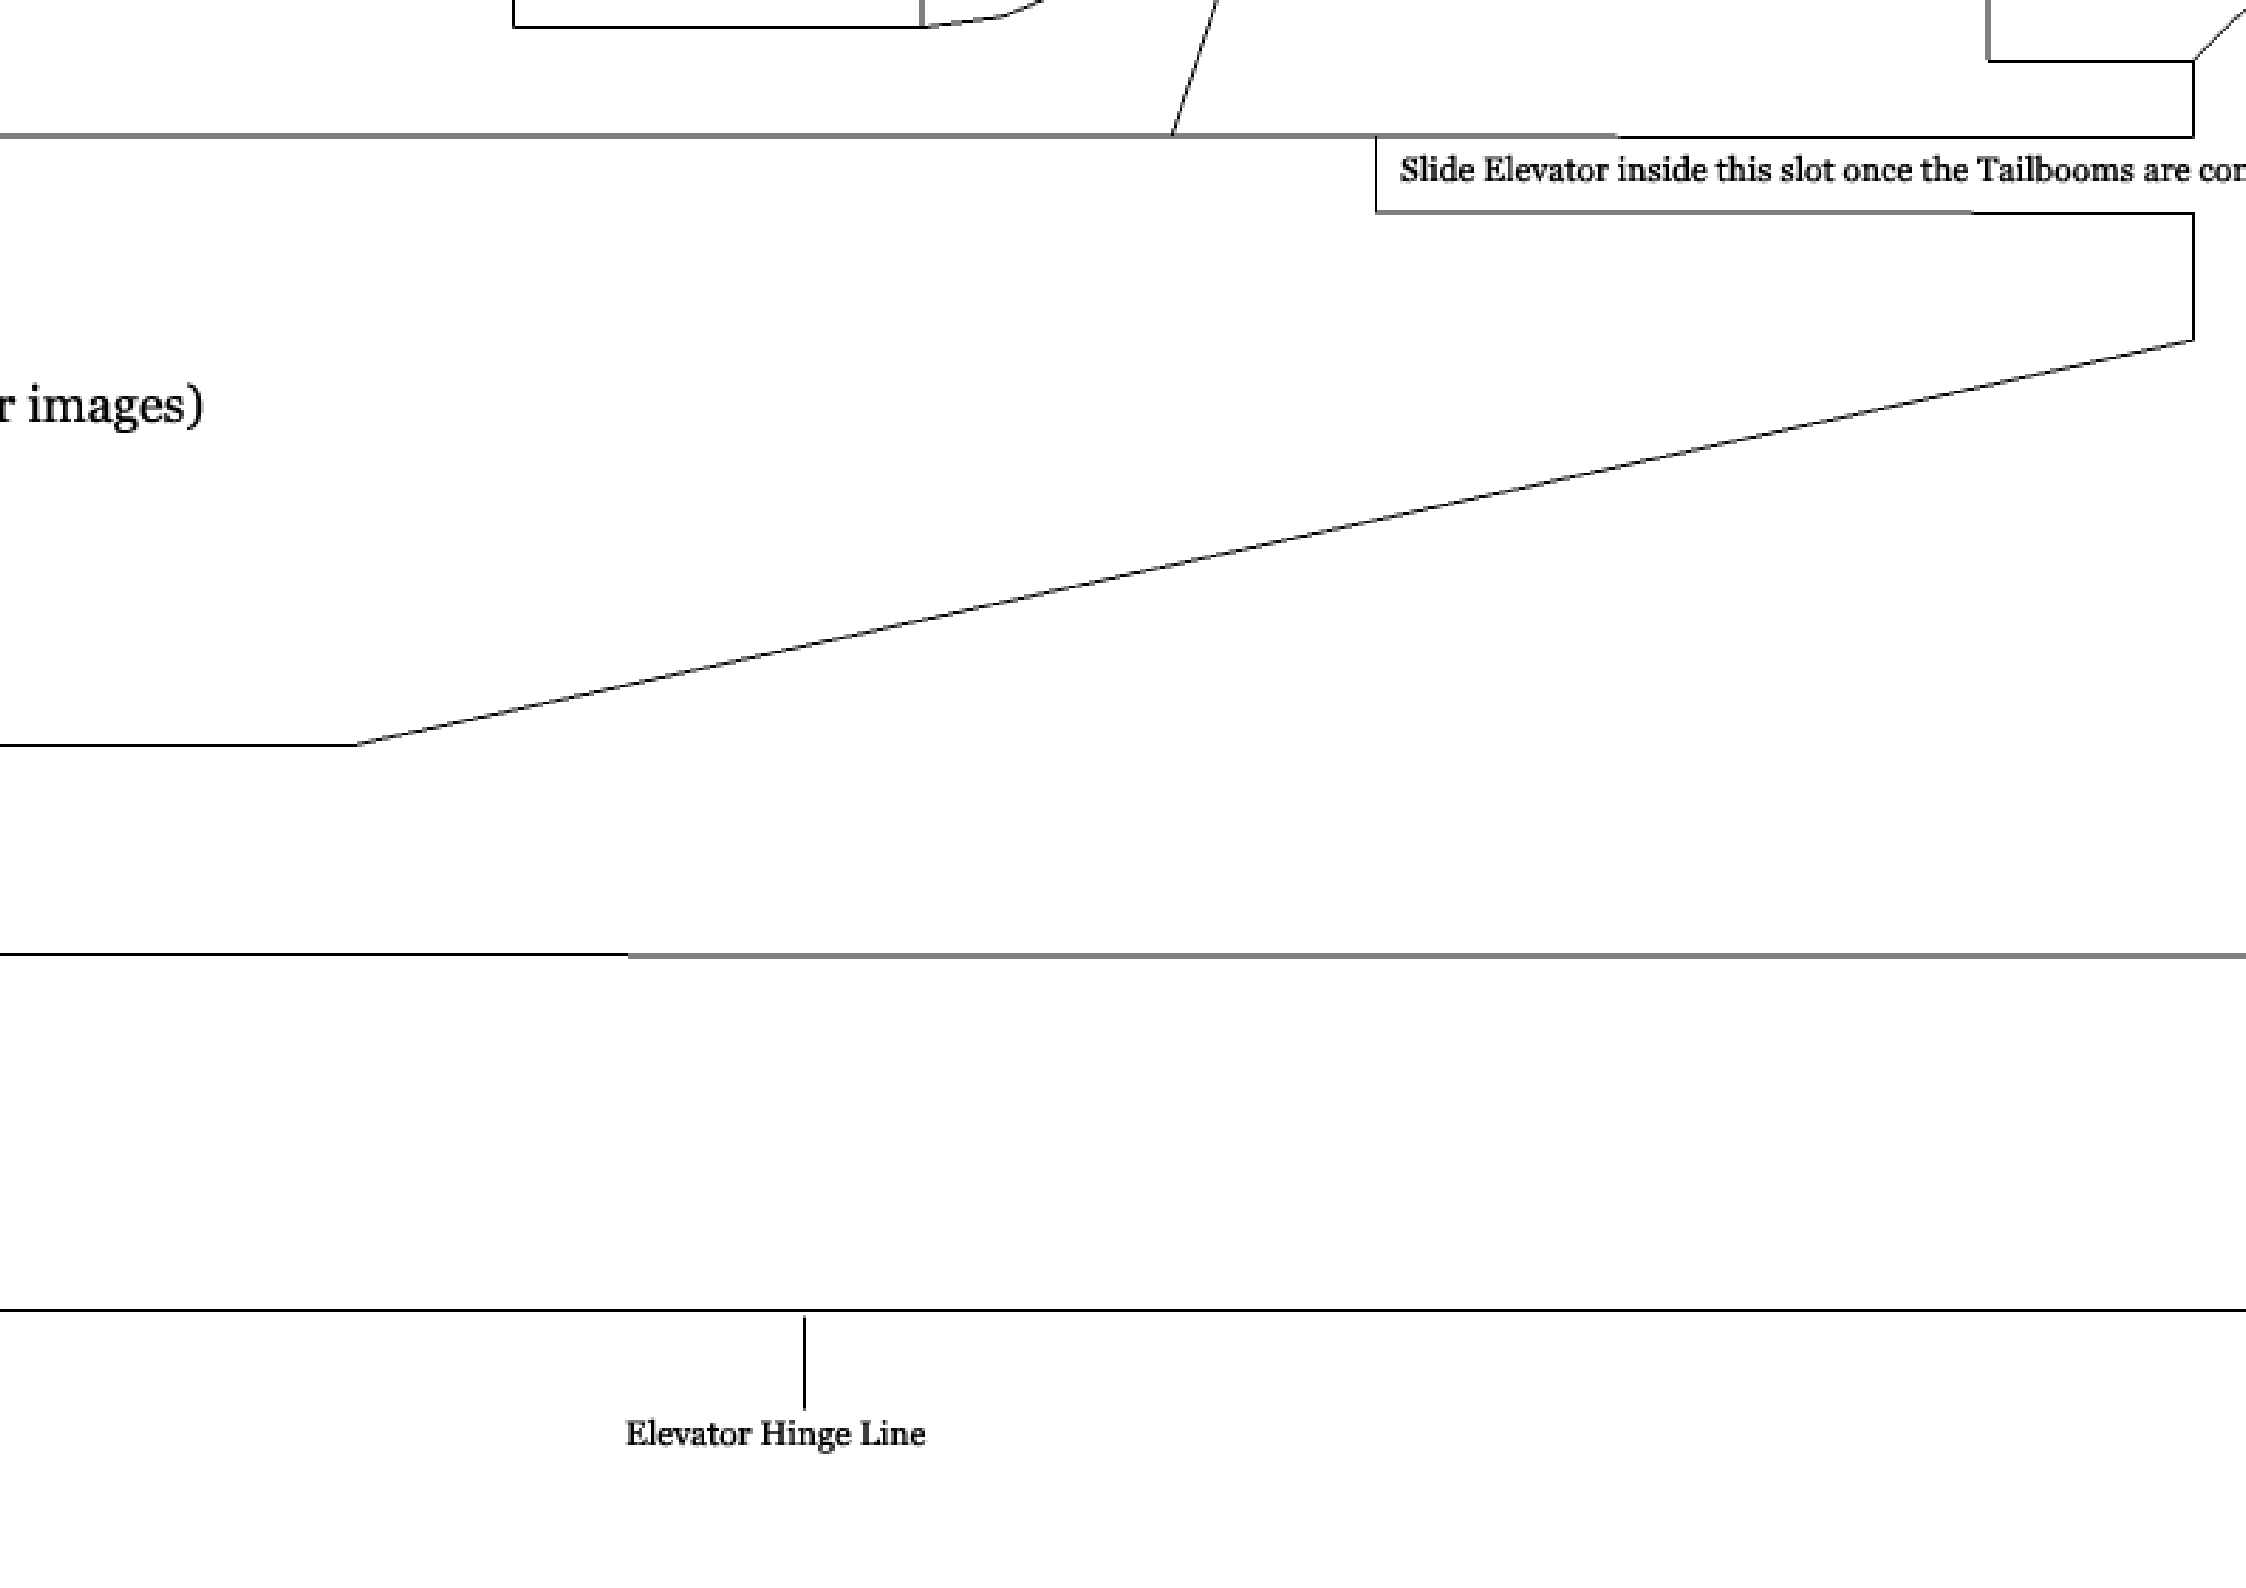 Slide Elevator inside this slot once the Tailbooms are
images)
Elevator Hinge Line